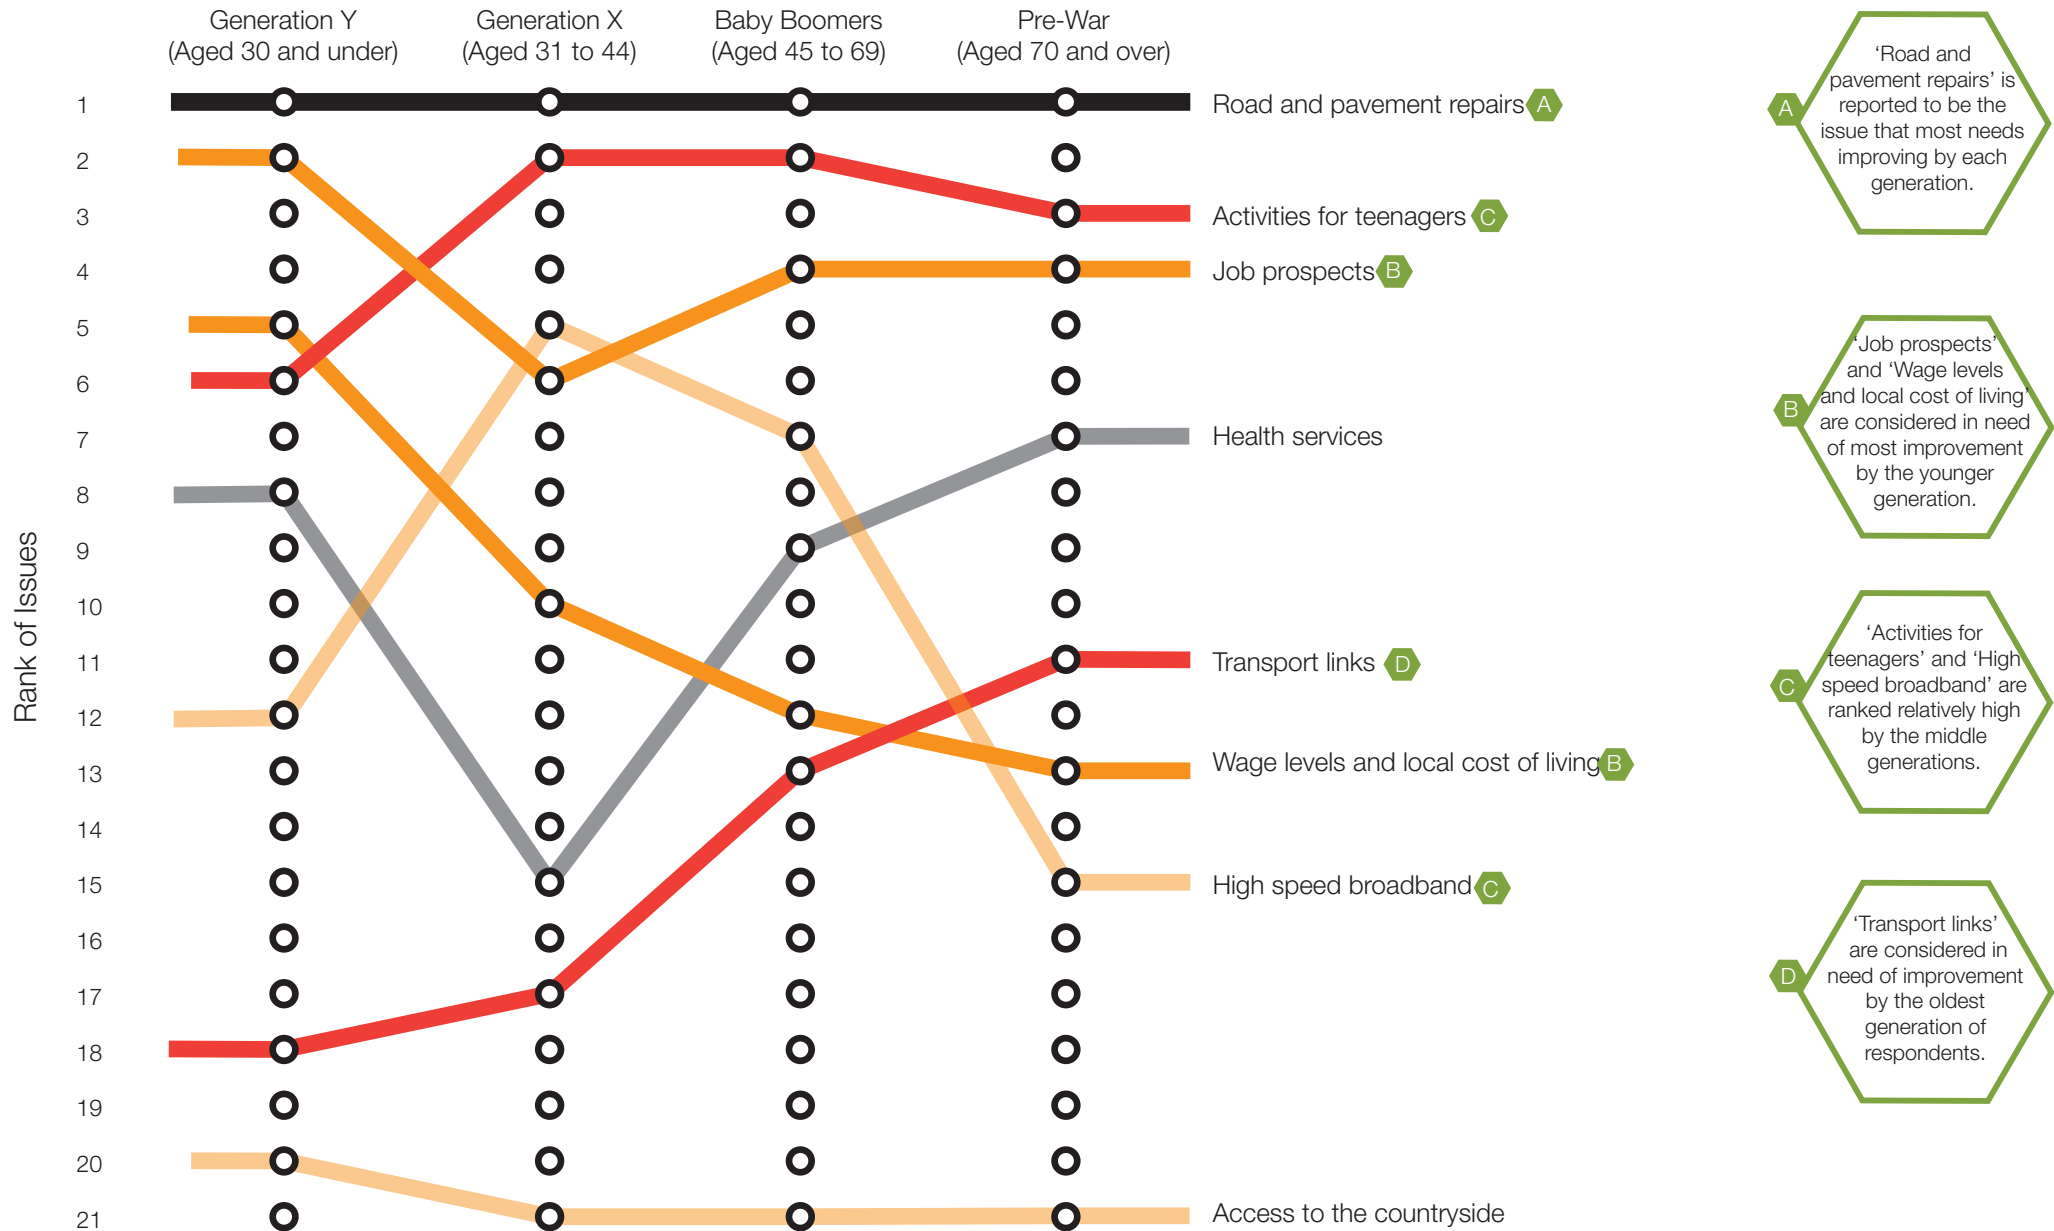 Generation Y
(Aged 30 and under)
Generation X
(Aged 31 to 44)
Baby Boomers
(Aged 45 to 69)
Pre-War
(Aged 70 and over)
Rank of Issues
1
2
3
4
5
6
7
8
9
10
11
12
13
14
15
16
17
18
19
20
21
Road and pavement repairs A
Activities for teenagers C
Job prospects B
Health services
Transport links D
Wage levels and local cost of living B
High speed broadband C
Access to the countryside
A
‘Road and
pavement repairs’ is
reported to be the
issue that most needs
improving by each
generation.
B
‘Job prospects’
and ‘Wage levels
and local cost of living’
are considered in need
of most improvement
by the younger
generation.
C
‘Activities for
teenagers’ and ‘High
speed broadband’ are
ranked relatively high
by the middle
generations.
D
‘Transport links’
are considered in
need of improvement
by the oldest
generation of
respondents.